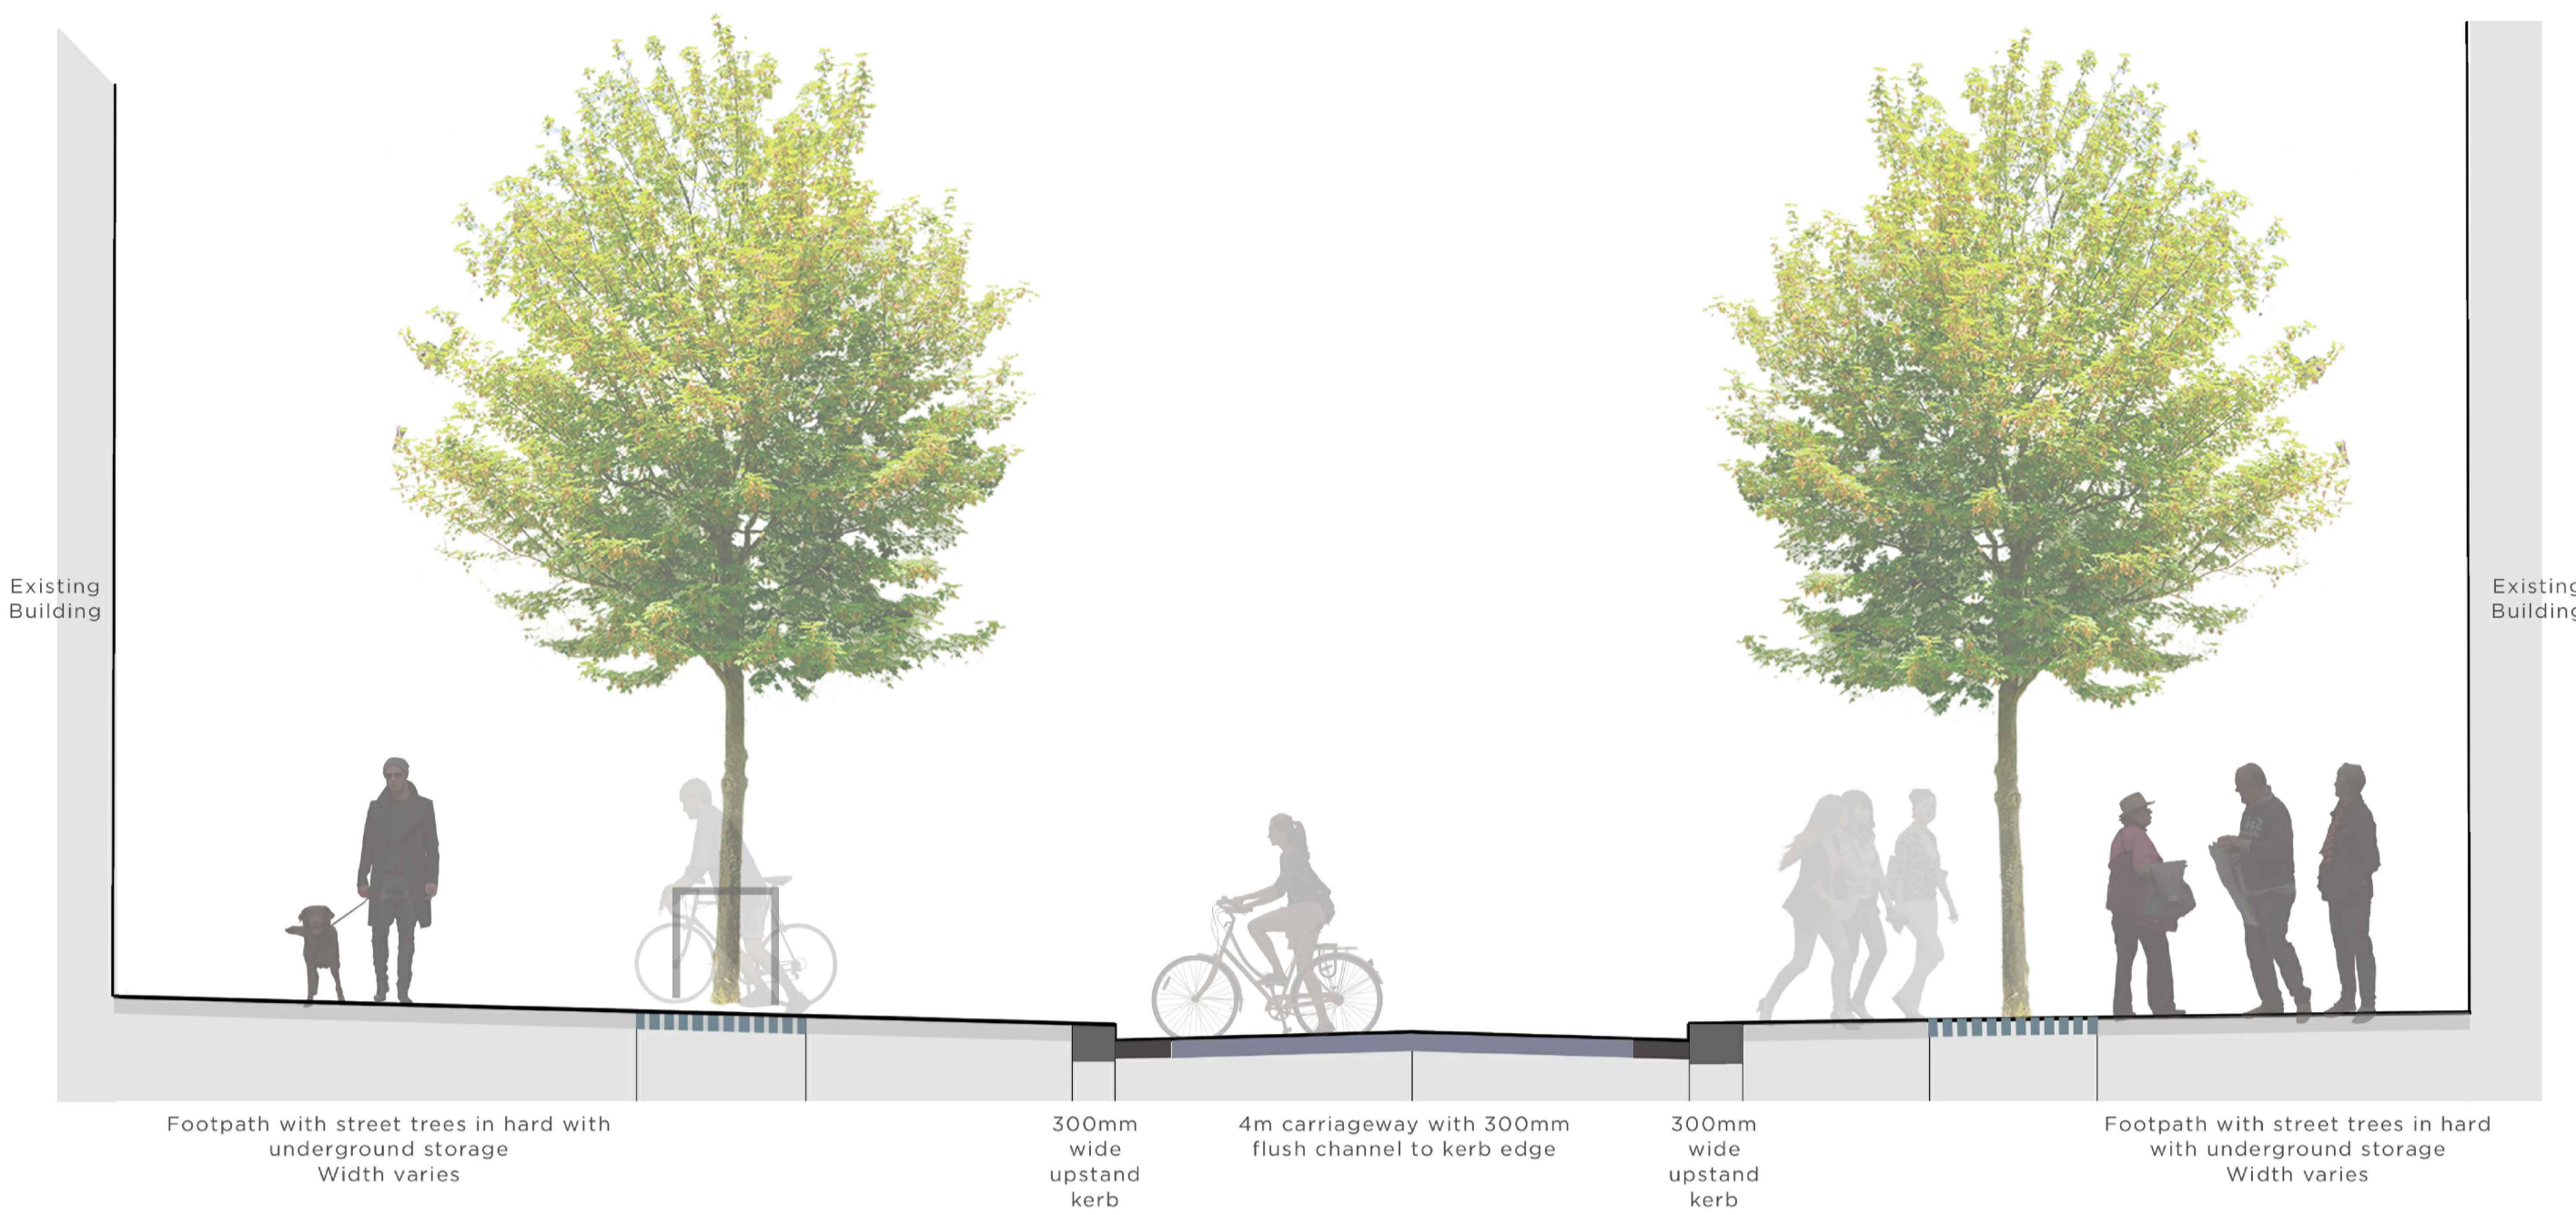 Existing
Building
Existing
Building
Footpath with street trees in hard with
underground storage
Width varies
300mm
wide
upstand
kerb
4m carriageway with 300mm
flush channel to kerb edge
300mm
wide
upstand
kerb
Footpath with street trees in hard
with underground storage
Width varies